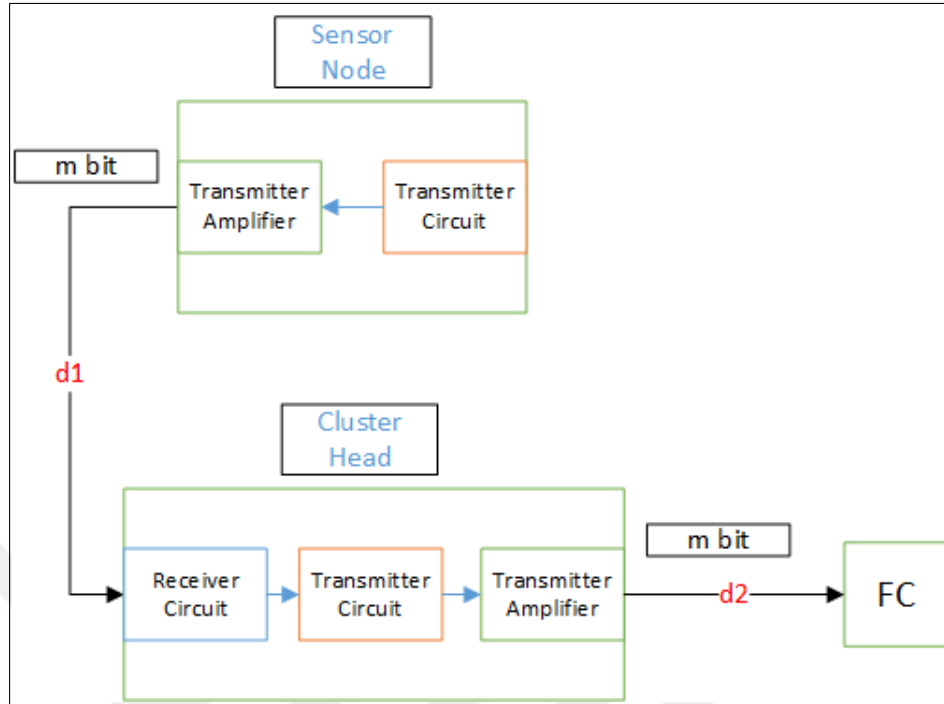 Sensor
Node
m bit
Transmitter
Amplifier
Transmitter
Circuit
d1
Cluster
Head
m bit
Receiver
Circuit
Transmitter
Circuit
Transmitter
Amplifier
d2
FC